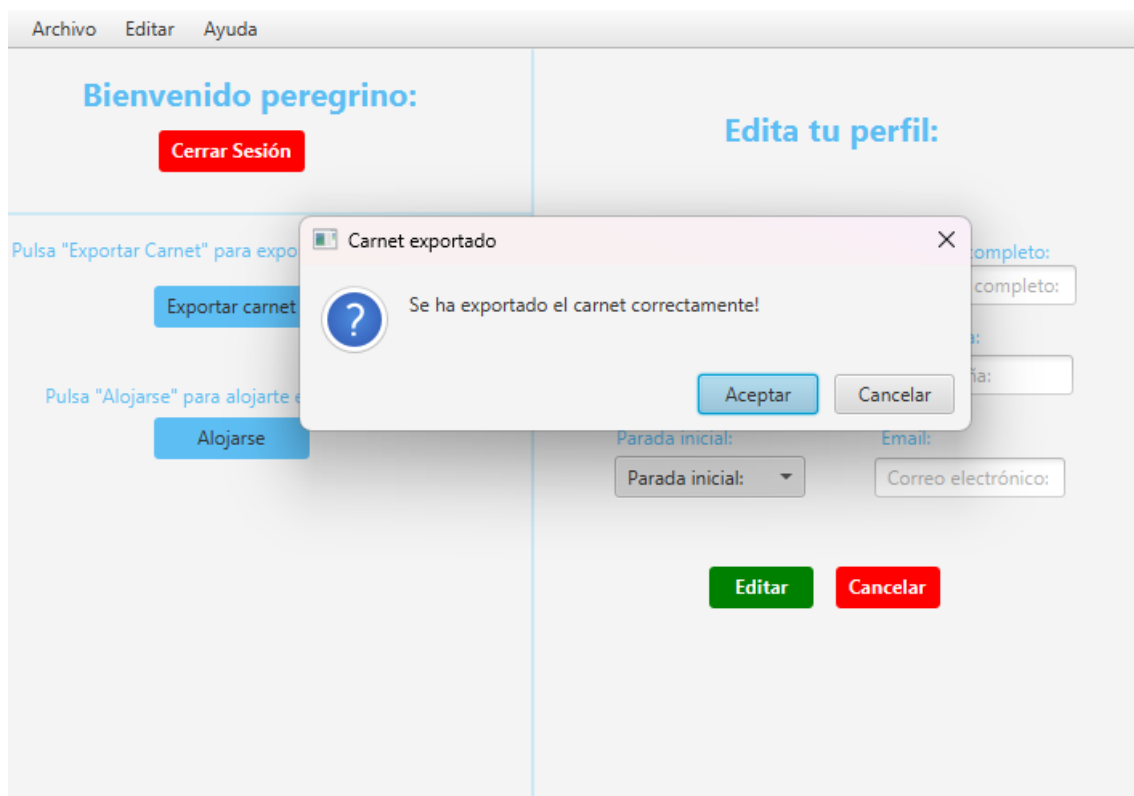 Archivo Editar Ayuda
Bienvenido peregrino:
Cerrar Sesión
Pulsa "Exportar Carnet" para expo
Exportar carnet
Pulsa "Alojarse" para alojarte e
Alojarse
Carnet exportado
Se ha exportado el carnet correctamente!
Aceptar Cancelar
Edita tu perfil:
completo:
completo:
a:
ña:
Parada inicial: Email:
Parada inicial: Correo electrónico:
Editar Cancelar